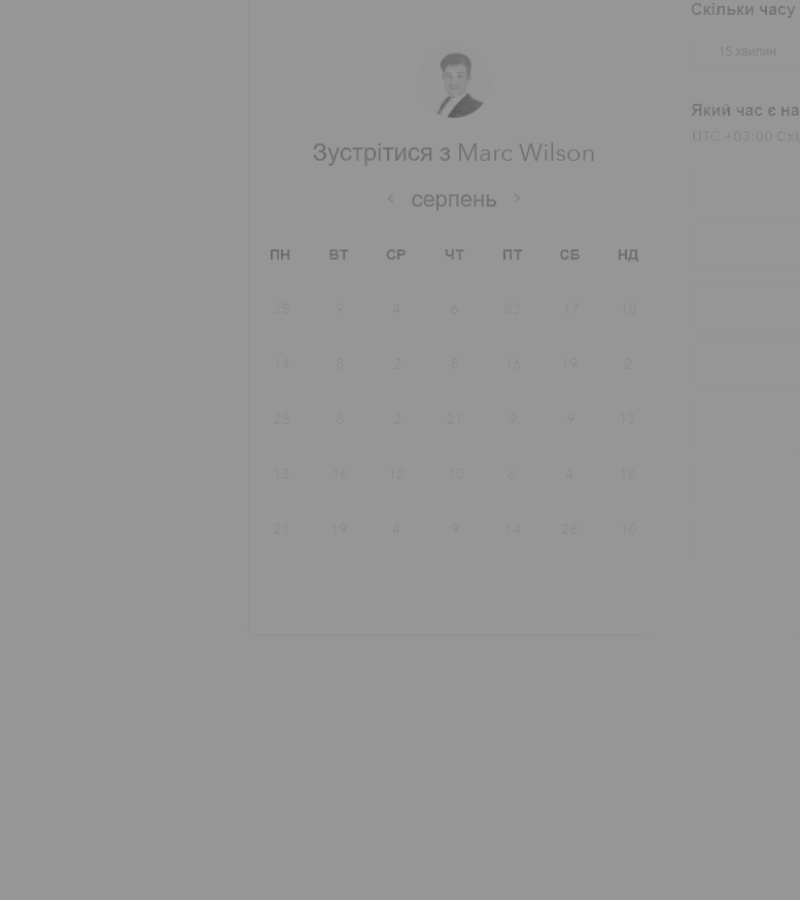 Зустрітися з Marc Wilson
серпень
ПН ВТ СР ЧТ ПТ СБ НД
25 9 4 6 22 17 10
14 8 2 8 16 19 2
25 8 2 21 9 9 13
13 16 12 10 6 4 18
21 19 4 9 14 28 10
Скільки часу
15 хвилин
Який час є на
UTC +03:00 Схі